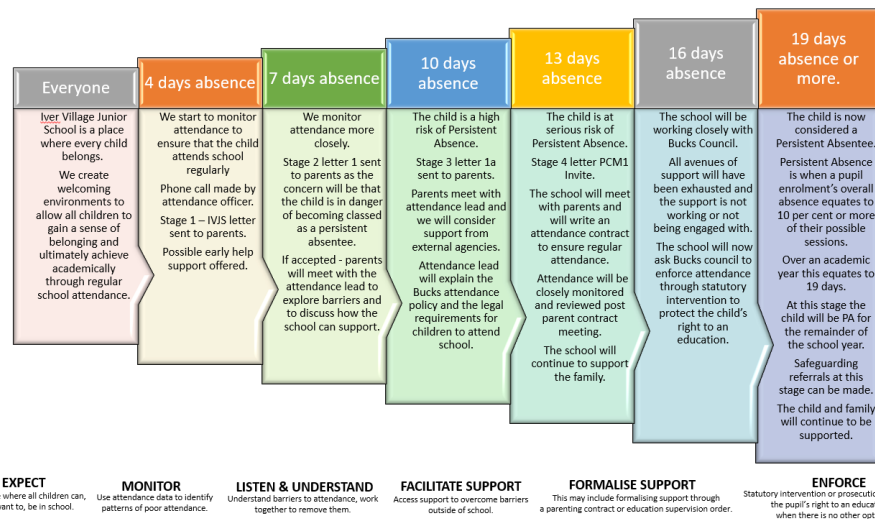 Everyone
Iver Village Junior
School is a place
where every child
belongs.
We create
welcoming
environments to
allow all children to
gain a sense of
belonging and
ultimately achieve
academically
through regular
school attendance.
4 days absence
We start to monitor
attendance to
ensure that the child
attends school
regularly
Phone call made by
attendance officer.
Stage 1 – IVJS letter
sent to parents.
Possible early help
support offered.
7 days absence
We monitor
attendance more
closely.
Stage 2 letter 1 sent
to parents as the
concern will be that
the child is in danger
of becoming classed
as a persistent
absentee.
If accepted - parents
will meet with the
attendance lead to
explore barriers and
to discuss how the
school can support.
10 days
absence
The child is a high
risk of Persistent
Absence.
Stage 3 letter 1a
sent to parents.
Parents meet with
attendance lead and
we will consider
support from
external agencies.
Attendance lead
will explain the
Bucks attendance
policy and the legal
requirements for
children to attend
school.
13 days
absence
The child is at
serious risk of
Persistent Absence.
Stage 4 letter PCM1
Invite.
The school will meet
with parents and
will write an
attendance contract
to ensure regular
attendance.
Attendance will be
closely monitored
and reviewed post
parent contract
meeting.
The school will
continue to support
the family.
16 days
absence
The school will be
working closely with
Bucks Council.
All avenues of
support will have
been exhausted and
the support is not
working or not
being engaged with.
The school will now
ask Bucks council to
enforce attendance
through statutory
intervention to
protect the child's
right to an
education.
19 days
absence or
more.
The child is now
considered a
Persistent Absentee.
Persistent Absence
is when a pupil
enrolment's overall
absence equates to
10 per cent or more
of their possible
sessions.
Over an academic
year this equates to
19 days.
At this stage the
child will be PA for
the remainder of
the school year.
Safeguarding
referrals at this
stage can be made.
The child and family
will continue to be
supported.
EXPECT
where all children can,
want to, be in school.
MONITOR
Use attendance data to identify
patterns of poor attendance.
LISTEN & UNDERSTAND
Understand barriers to attendance, work
together to remove them.
FACILITATE SUPPORT
Access support to overcome barriers
outside of school.
FORMALISE SUPPORT
This may include formalising support through
a parenting contract or education supervision order.
ENFORCE
Statutory intervention or
the pupil's right to an
when there is no other